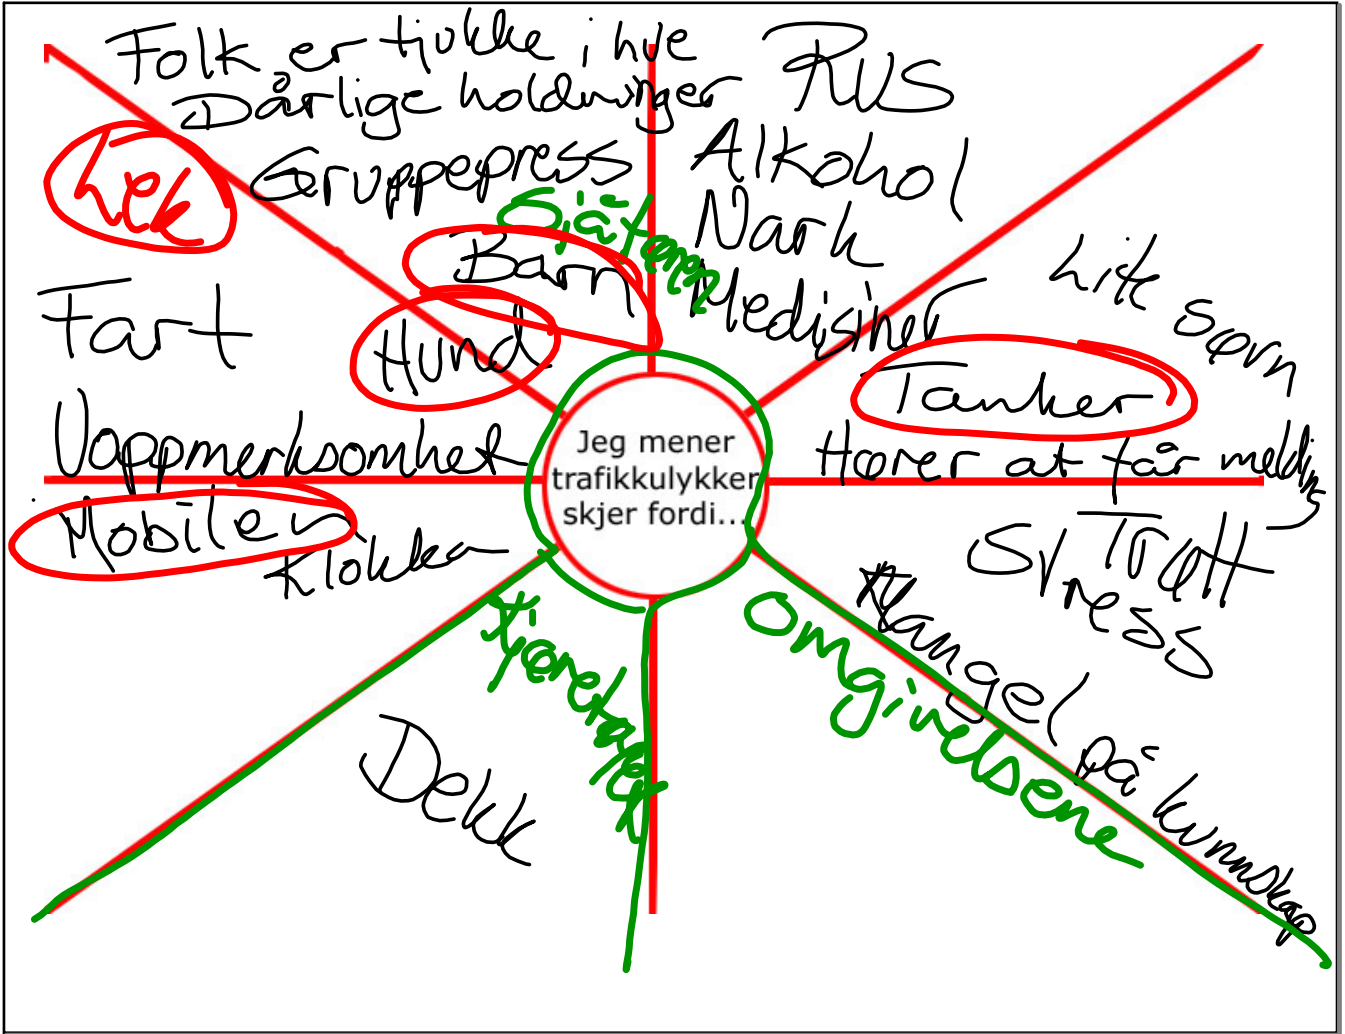 Folk er tjukke i hue
Dårlige holdninger
Gruppepress
RUS
Alkohol
Nark
Medisiner
Lek
Sjåføren
Barn
Hund
Fart
Uoppmerksomhet
Mobilen
Klokka
Lite søvn
Tanker
Hører at får melding
Trøtt
Stress
Jeg mener
trafikkulykker
skjer fordi...
Mangel på kunnskap
Omgivelsene
Kjøretøyet
Dekk